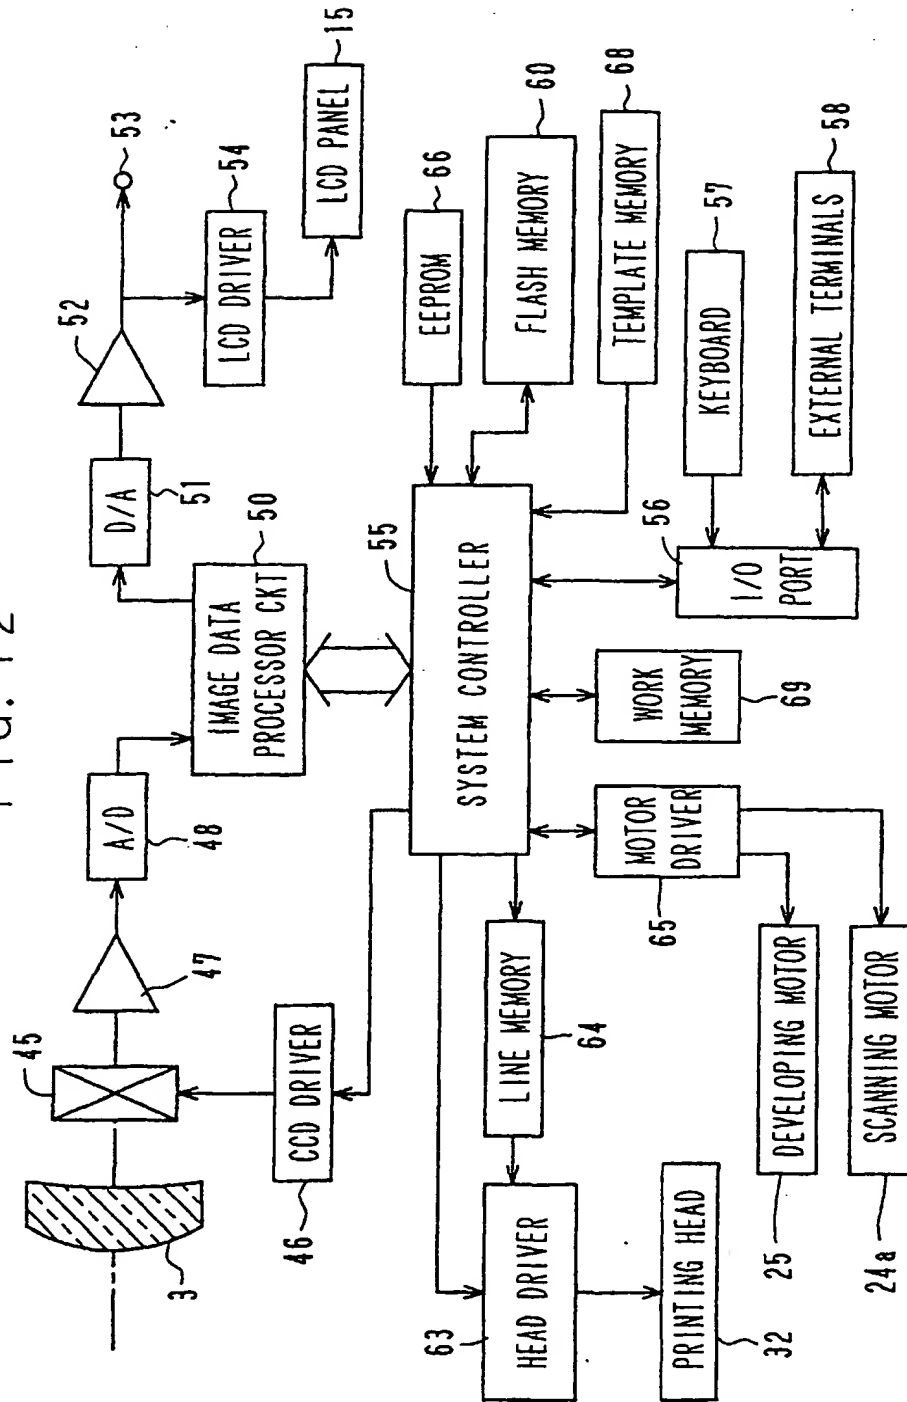 FIG. 12
3
45
47
A/D
48
D/A
51
52
53
CCD DRIVER
46
IMAGE DATA
PROCESSOR CKT
50
LCD DRIVER
54
LCD PANEL
15
SYSTEM CONTROLLER
55
EEPROM
66
FLASH MEMORY
60
TEMPLATE MEMORY
68
HEAD DRIVER
63
LINE MEMORY
64
MOTOR
DRIVER
65
WORK
MEMORY
69
I/O
PORT
56
KEYBOARD
57
EXTERNAL TERMINALS
58
PRINTING HEAD
32
DEVELOPING MOTOR
25
SCANNING MOTOR
24a